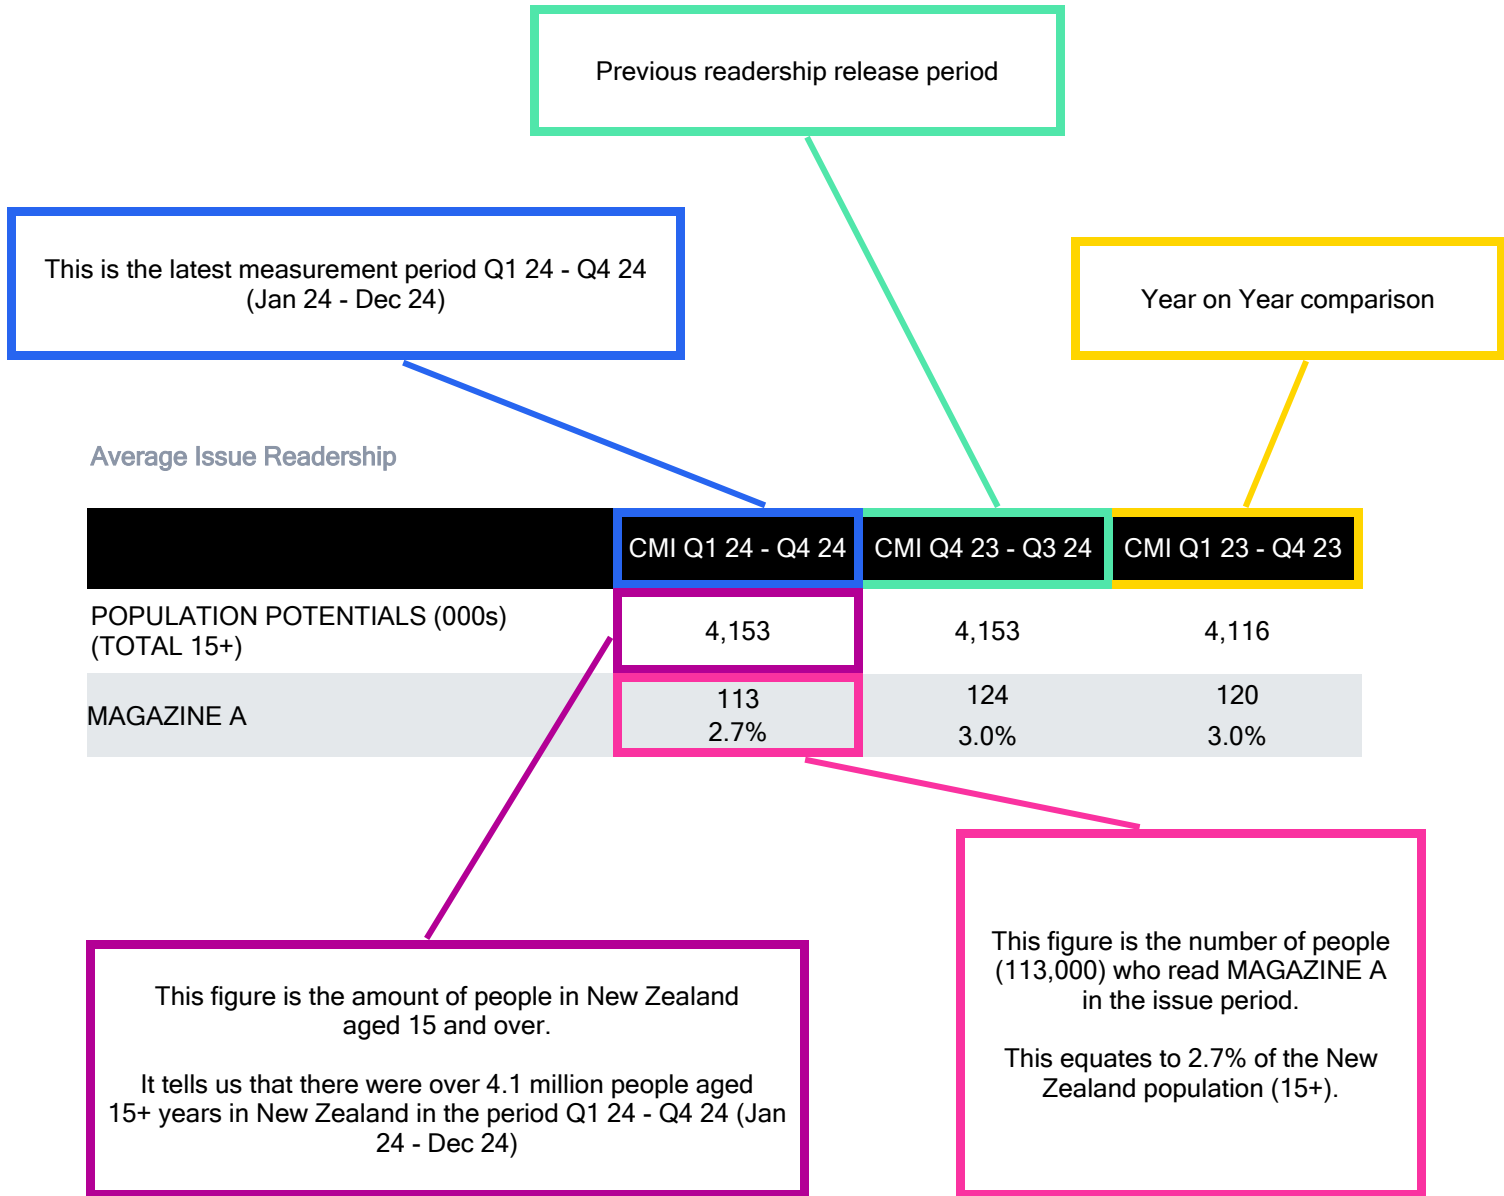 Previous readership release period
This is the latest measurement period Q1 24 - Q4 24
(Jan 24 - Dec 24)
Year on Year comparison
Average Issue Readership
CMI Q1 24 - Q4 24 CMI Q4 23 - Q3 24 CMI Q1 23 - Q4 23
POPULATION POTENTIALS (000s)
(TOTAL 15+)
4,153 4,153 4,116
MAGAZINE A
113 124 120
2.7% 3.0% 3.0%
This figure is the amount of people in New Zealand
aged 15 and over.
It tells us that there were over 4.1 million people aged
15+ years in New Zealand in the period Q1 24 - Q4 24 (Jan
24 - Dec 24)
This figure is the number of people
(113,000) who read MAGAZINE A
in the issue period.
This equates to 2.7% of the New
Zealand population (15+).